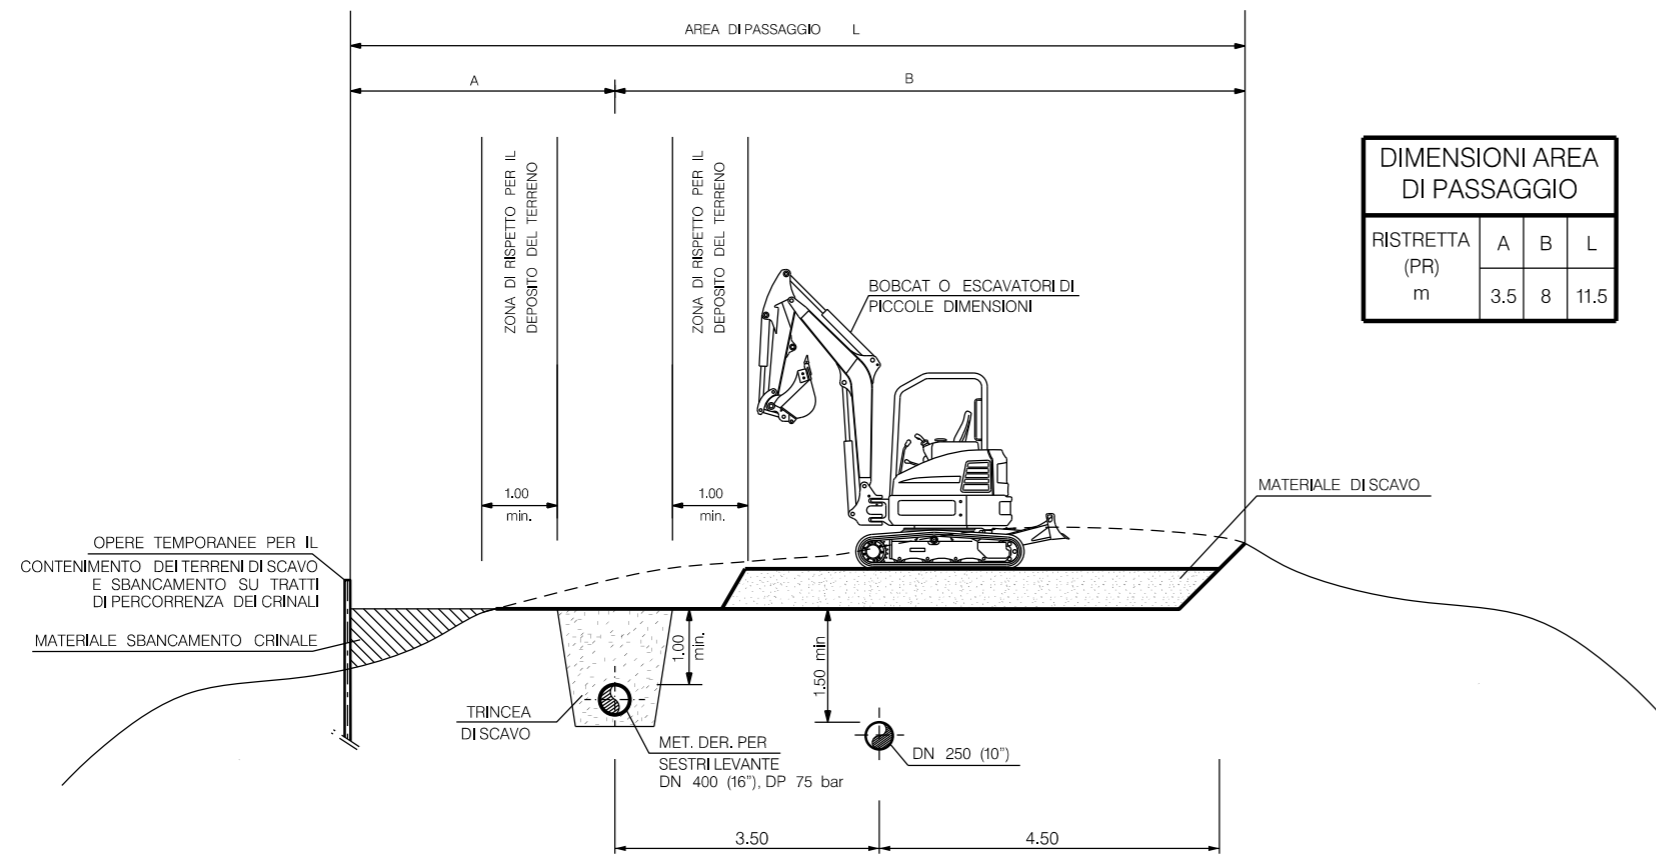 AREA DI PASSAGGIO L
A
B
ZONA DI RISPETTO PER IL
DEPOSITO DEL TERRENO
ZONA DI RISPETTO PER IL
DEPOSITO DEL TERRENO
DIMENSIONI AREA
DI PASSAGGIO
RISTRETTA
(PR)
m
A B L
3.5 8 11.5
BOBCAT O ESCAVATORI DI
PICCOLE DIMENSIONI
1.00
min.
1.00
min.
MATERIALE DI SCAVO
OPERE TEMPORANEE PER IL
CONTENIMENTO DEI TERRENI DI SCAVO
E SBANCAMENTO SU TRATTI
DI PERCORRENZA DEI CRINALI
MATERIALE SBANCAMENTO CRINALE
1.00
min.
1.50 min
TRINCEA
DI SCAVO
MET. DER. PER
SESTRI LEVANTE
DN 400 (16"), DP 75 bar
DN 250 (10")
3.50
4.50